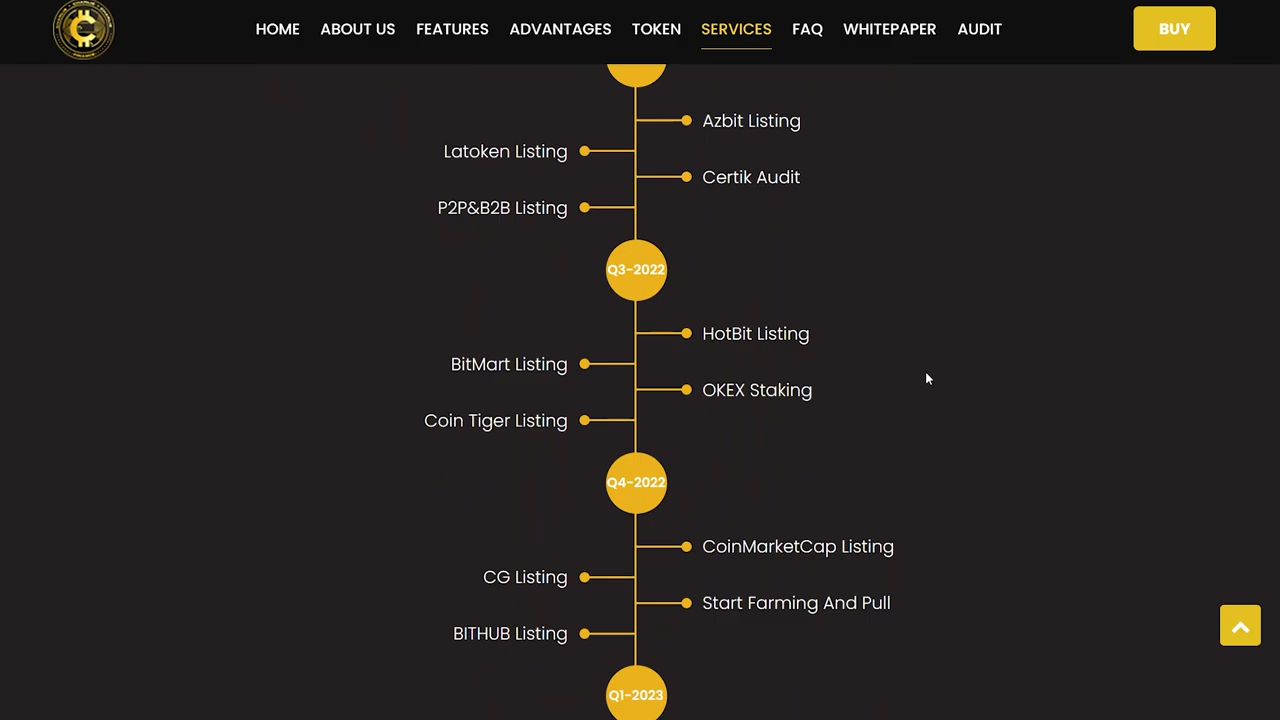 HOME ABOUT US FEATURES ADVANTAGES TOKEN SERVICES FAQ WHITEPAPER AUDIT BUY
Azbit Listing
Latoken Listing
Certik Audit
P2P&B2B Listing
Q3-2022
HotBit Listing
BitMart Listing
OKEX Staking
Coin Tiger Listing
Q4-2022
CoinMarketCap Listing
CG Listing
Start Farming And Pull
BITHUB Listing
Q1-2023